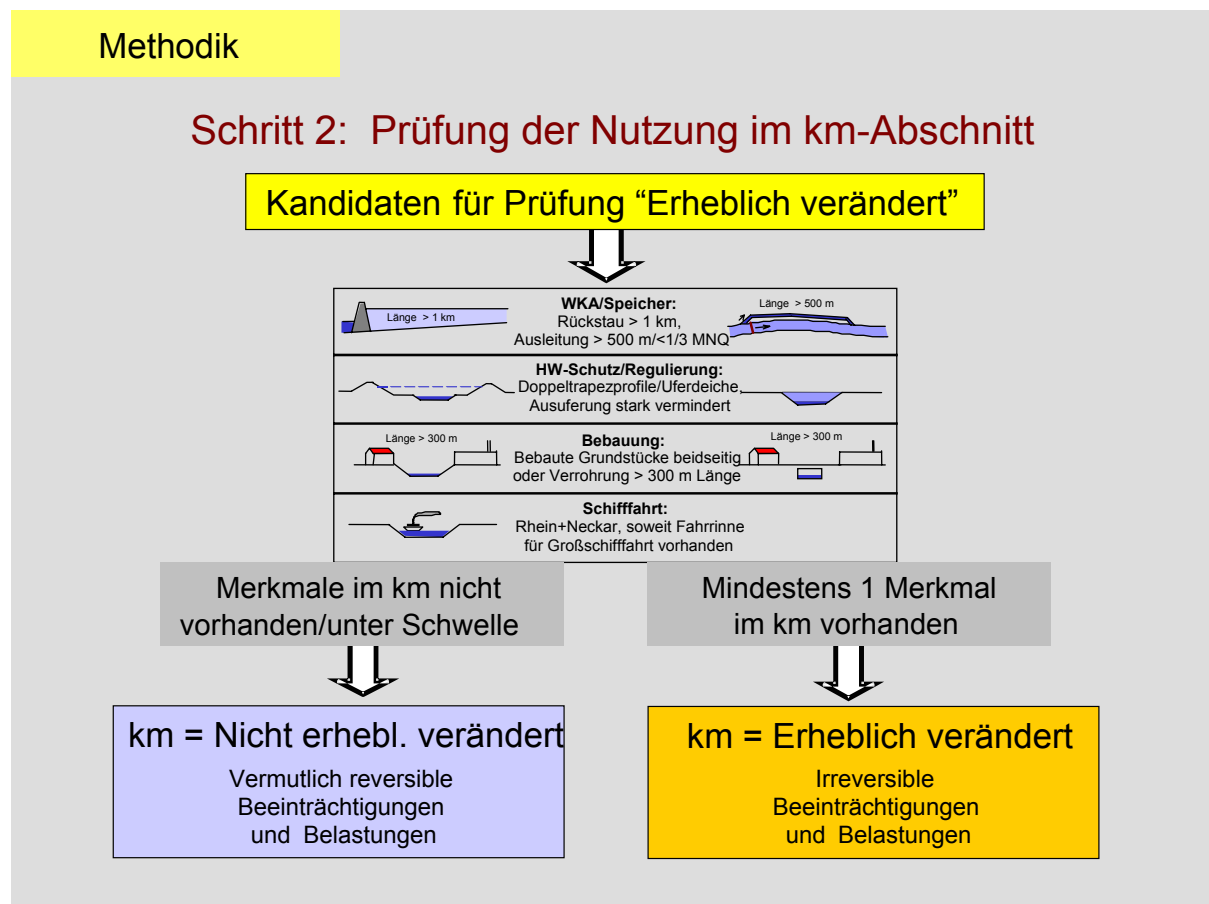 Methodik
Schritt 2: Prüfung der Nutzung im km-Abschnitt
Kandidaten für Prüfung “Erheblich verändert”
Länge > 1 km
WKA/Speicher:
Rückstau > 1 km,
Ausleitung > 500 m/<1/3 MNQ
Länge > 500 m
HW-Schutz/Regulierung:
Doppeltrapezprofile/Uferdeiche,
Ausuferung stark vermindert
Länge > 300 m
Bebauung:
Bebaute Grundstücke beidseitig
oder Verrohrung > 300 m Länge
Länge > 300 m
Schifffahrt:
Rhein+Neckar, soweit Fahrrinne
für Großschifffahrt vorhanden
Merkmale im km nicht
vorhanden/unter Schwelle
Mindestens 1 Merkmal
im km vorhanden
km = Nicht erhebl. verändert
Vermutlich reversible
Beeinträchtigungen
und Belastungen
km = Erheblich verändert
Irreversible
Beeinträchtigungen
und Belastungen